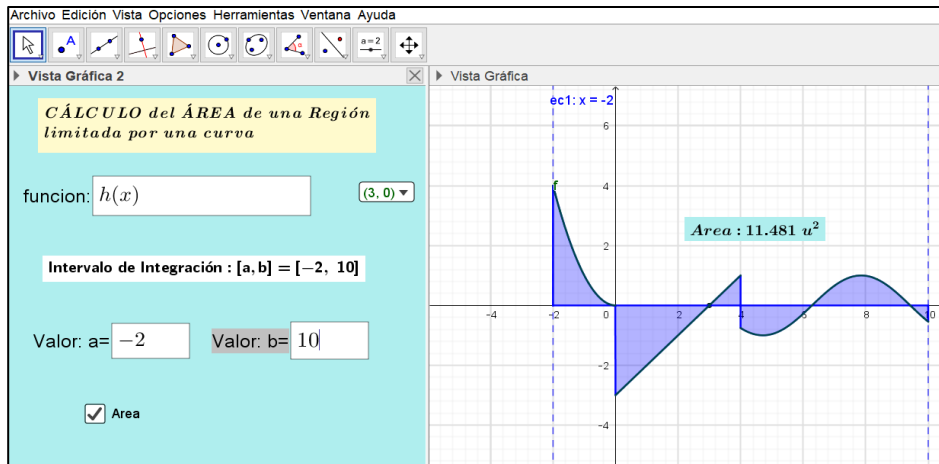 Archivo Edición Vista Opciones Herramientas Ventana Ayuda
A
a=2
Vista Gráfica 2
Vista Gráfica
CÁLCULO del ÁREA de una Región
limitada por una curva
funcion: h(x)
(3, 0)
Intervalo de Integración : [a, b] = [−2, 10]
Valor: a= −2
Valor: b= 10
Area
ec1: x = -2
6
f
4
Area : 11.481 u²
2
-4
-2
0
2
4
6
8
10
-2
-4